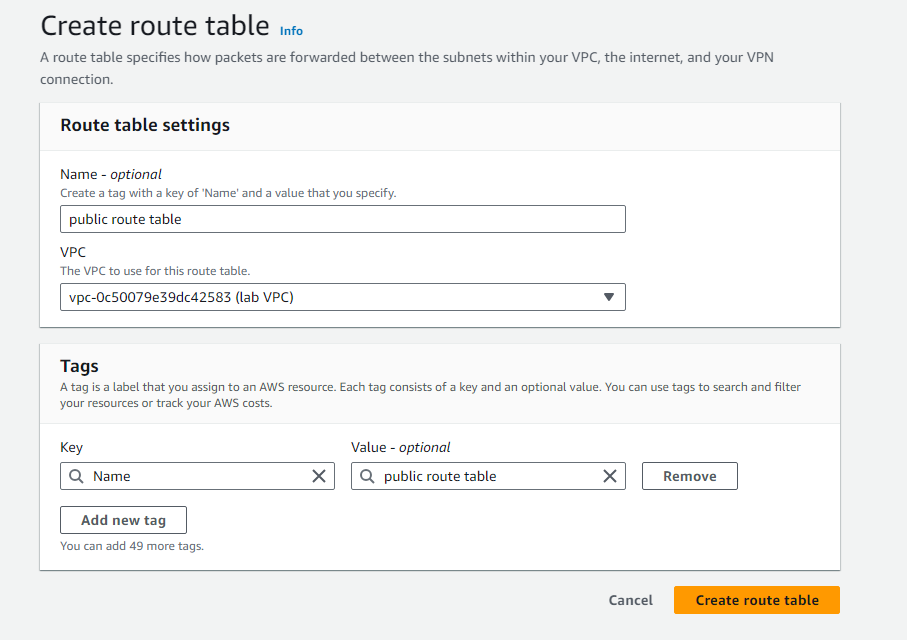 Create route table Info
A route table specifies how packets are forwarded between the subnets within your VPC, the internet, and your VPN
connection.
Route table settings
Name - optional
Create a tag with a key of 'Name' and a value that you specify.
public route table
VPC
The VPC to use for this route table.
vpc-0c50079e39dc42583 (lab VPC)
Tags
A tag is a label that you assign to an AWS resource. Each tag consists of a key and an optional value. You can use tags to search and filter
your resources or track your AWS costs.
Key Value - optional
Name public route table Remove
Add new tag
You can add 49 more tags.
Cancel Create route table